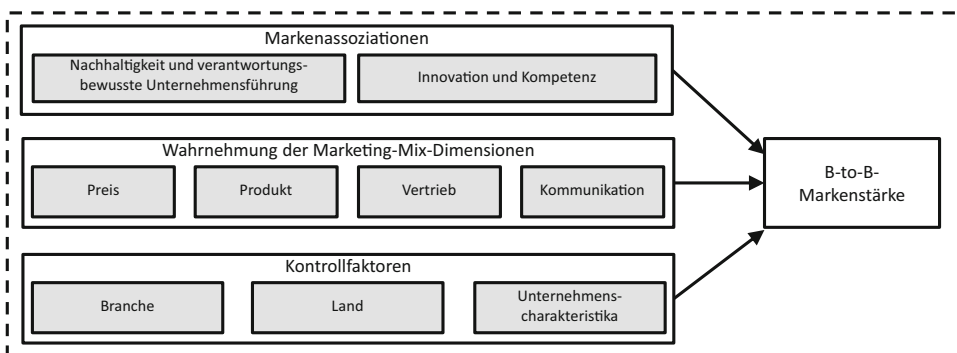 Markenassoziationen
Nachhaltigkeit und verantwortungs-
bewusste Unternehmensführung
Innovation und Kompetenz
Wahrnehmung der Marketing-Mix-Dimensionen
Preis
Produkt
Vertrieb
Kommunikation
B-to-B-
Markenstärke
Kontrollfaktoren
Branche
Land
Unternehmens-
charakteristika